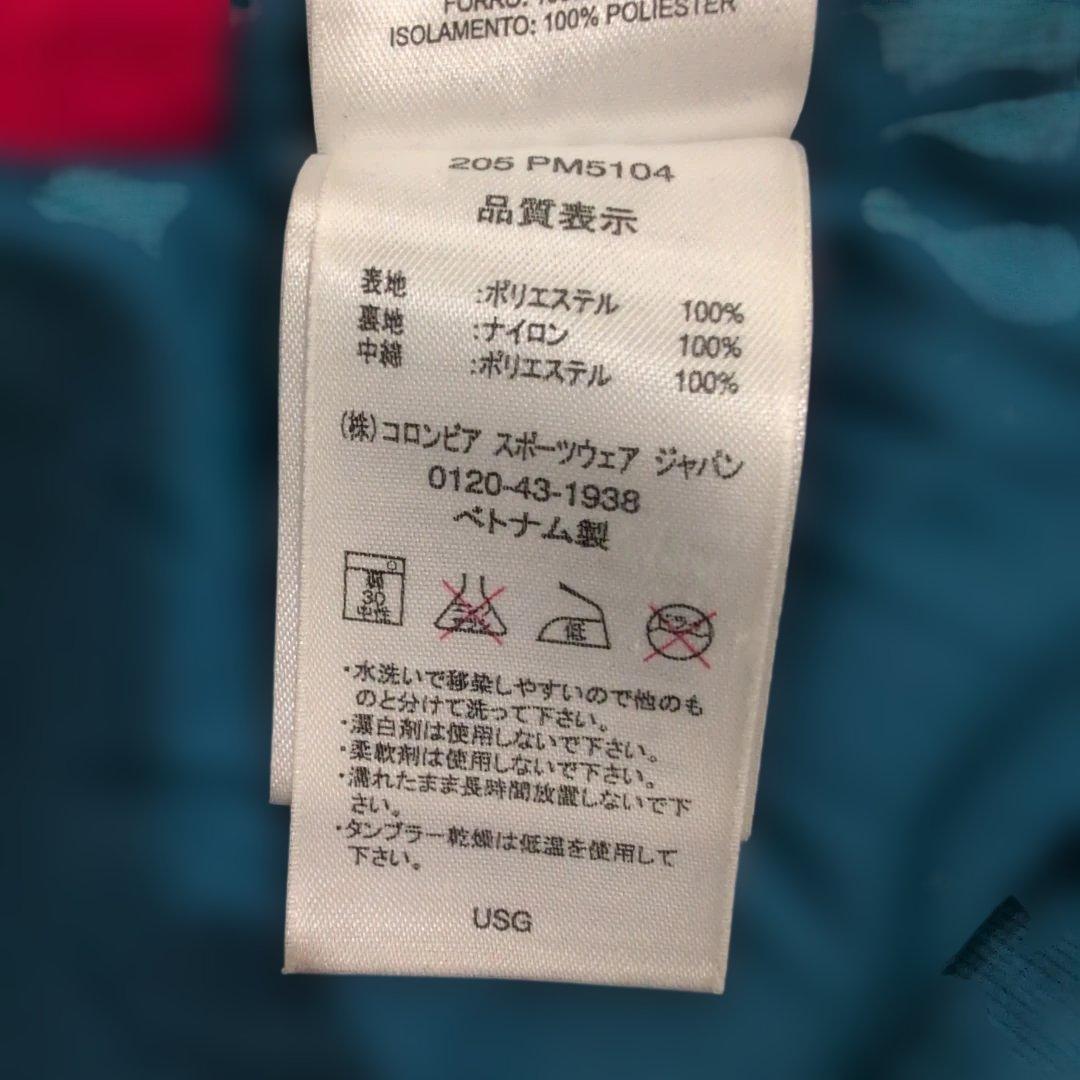 ISOLAMENTO: 100% POLIESTER
205 PM5104
品質表示
表地 :ポリエステル 100%
裏地 :ナイロン 100%
中綿 :ポリエステル 100%
(株)コロンビア スポーツウェア ジャパン
0120-43-1938
ベトナム製
弱
30
中性
低
・水洗いで移染しやすいので他のも
のと分けて洗って下さい。
・漂白剤は使用しないで下さい。
・柔軟剤は使用しないで下さい。
・濡れたまま長時間放置しないで下
さい。
・タンブラー乾燥は低温を使用して
下さい。
USG